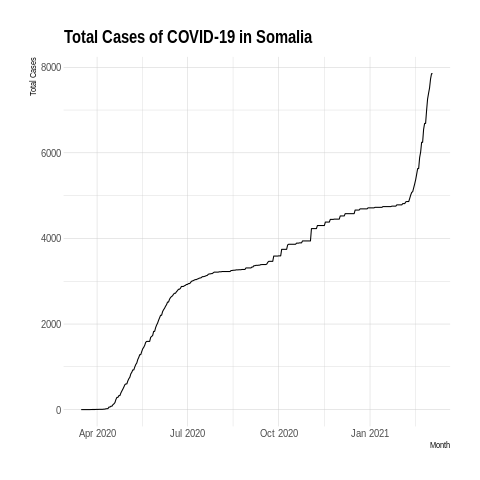 Total Cases of COVID-19 in Somalia
Total Cases
8000
6000
4000
2000
0
Apr 2020
Jul 2020
Oct 2020
Jan 2021
Month